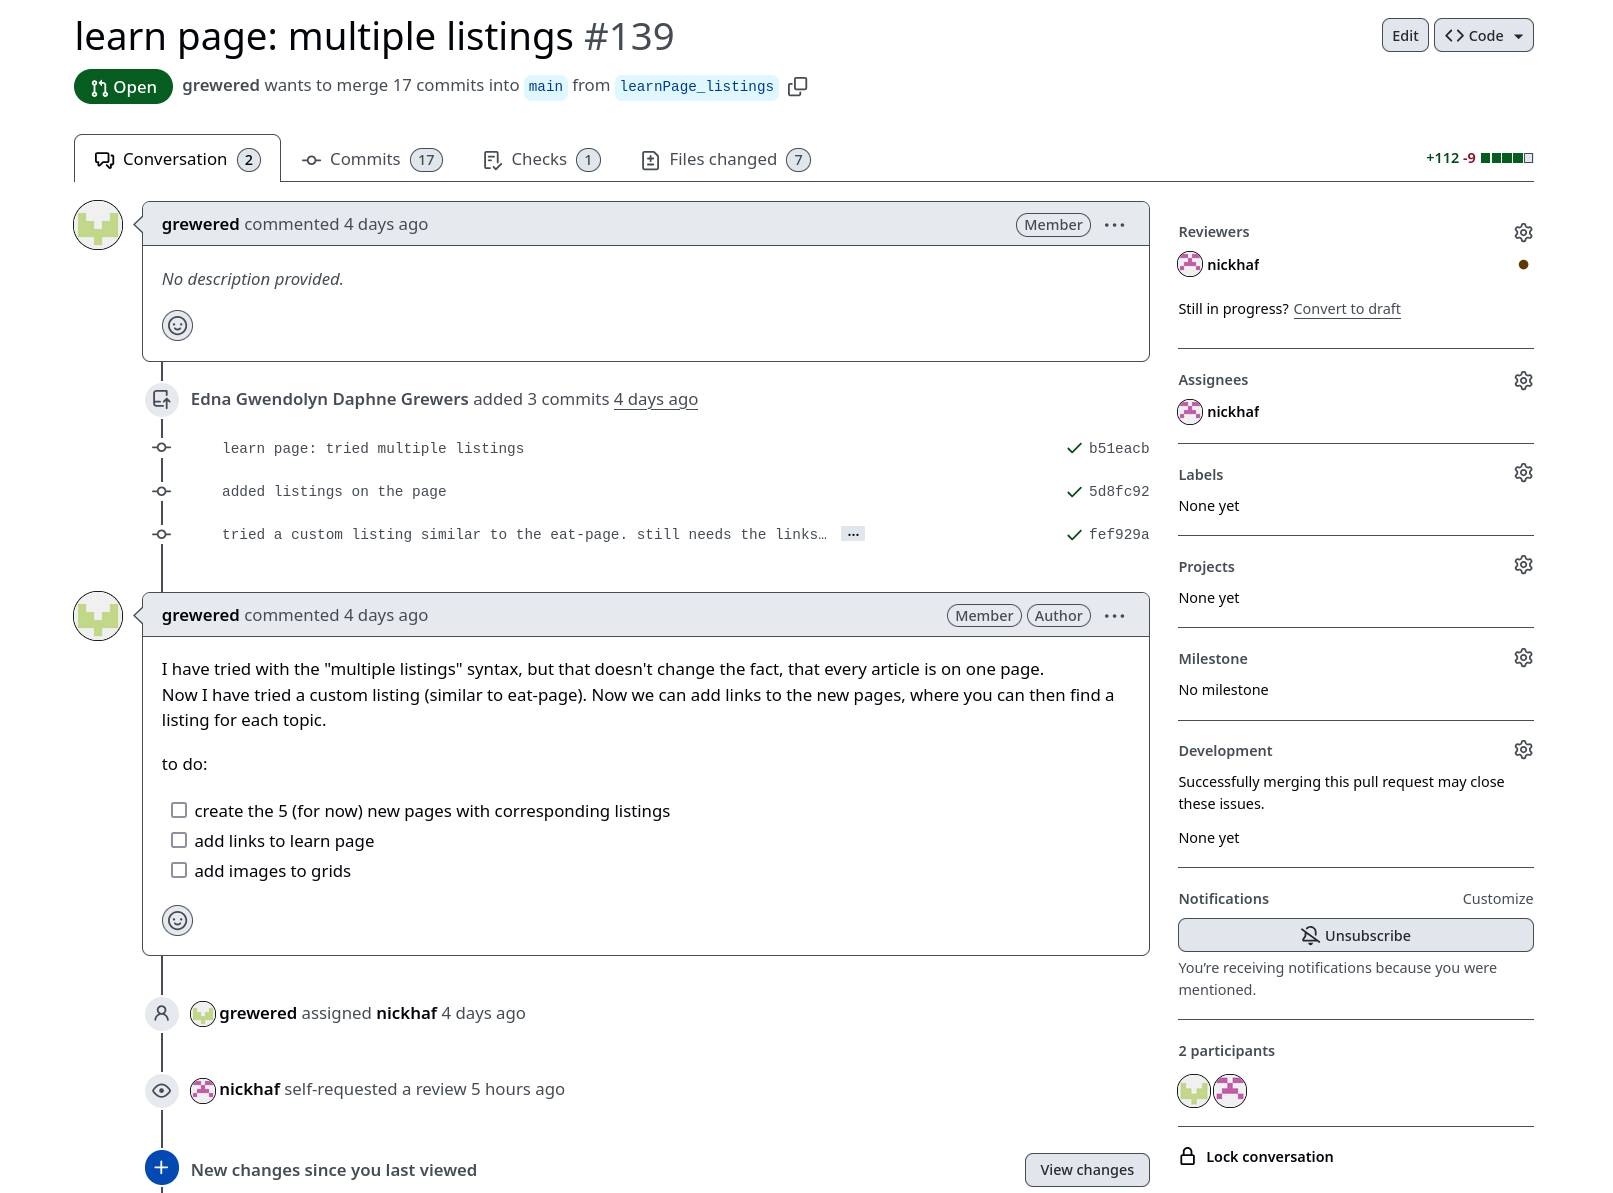 learn page: multiple listings #139
Edit
Code
Open
grewered wants to merge 17 commits into main from learnPage_listings
Conversation 2
Commits 17
Checks 1
Files changed 7
+112 -9
grewered commented 4 days ago
Member
No description provided.
Edna Gwendolyn Daphne Grewers added 3 commits 4 days ago
learn page: tried multiple listings
b51eacb
added listings on the page
5d8fc92
tried a custom listing similar to the eat-page. still needs the links…
fef929a
grewered commented 4 days ago
Member
Author
I have tried with the "multiple listings" syntax, but that doesn't change the fact, that every article is on one page.
Now I have tried a custom listing (similar to eat-page). Now we can add links to the new pages, where you can then find a
listing for each topic.
to do:
create the 5 (for now) new pages with corresponding listings
add links to learn page
add images to grids
grewered assigned nickhaf 4 days ago
nickhaf self-requested a review 5 hours ago
New changes since you last viewed
View changes
Reviewers
nickhaf
Still in progress? Convert to draft
Assignees
nickhaf
Labels
None yet
Projects
None yet
Milestone
No milestone
Development
Successfully merging this pull request may close
these issues.
None yet
Notifications
Customize
Unsubscribe
You're receiving notifications because you were
mentioned.
2 participants
Lock conversation